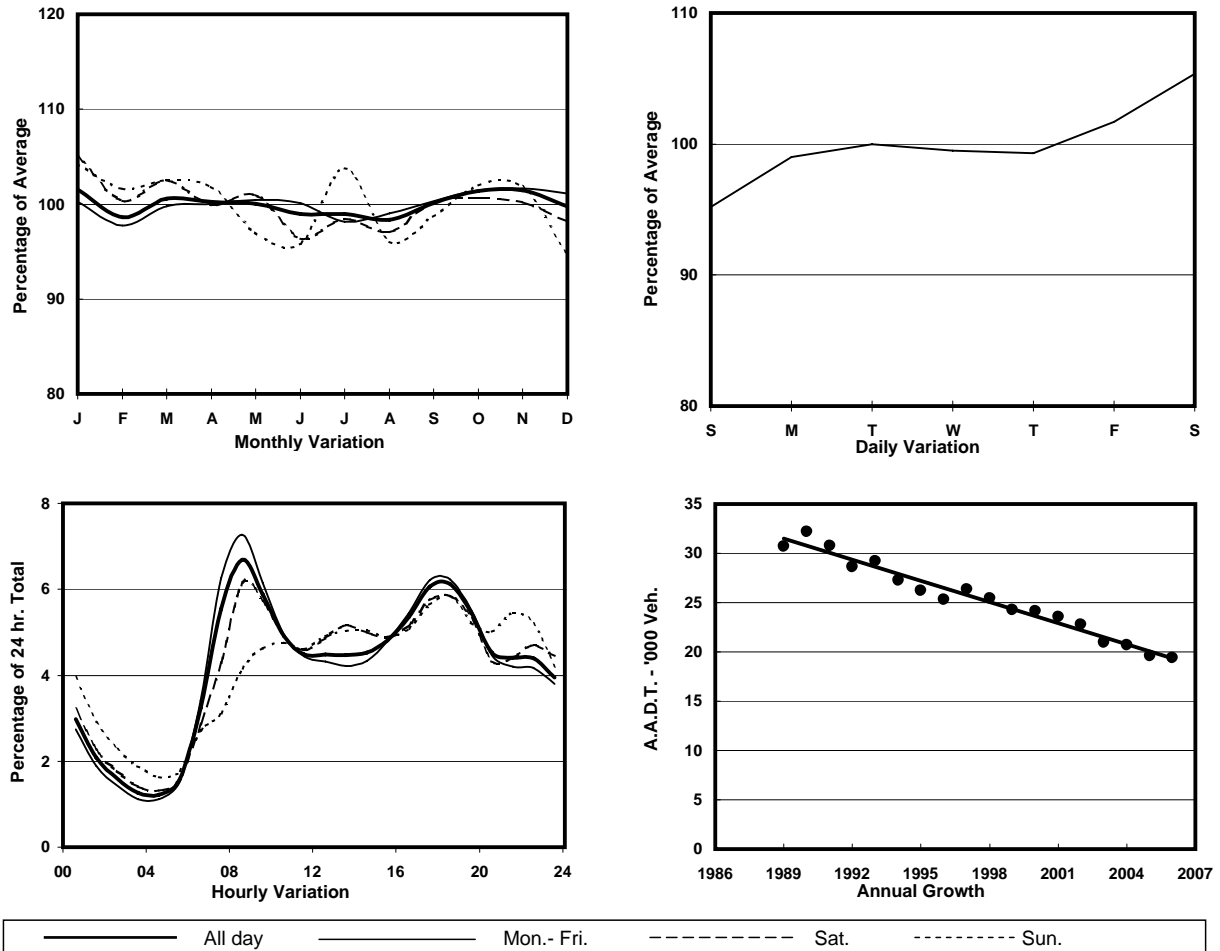 120
110
100
90
80
Percentage of Average
J F M A M J J A S O N D
Monthly Variation
110
100
90
80
Percentage of Average
S M T W T F S
Daily Variation
8
6
4
2
0
Percentage of 24 hr. Total
00 04 08 12 16 20 24
Hourly Variation
35
30
25
20
15
10
5
0
A.A.D.T. - '000 Veh.
1986 1989 1992 1995 1998 2001 2004 2007
Annual Growth
All day Mon.- Fri. Sat. Sun.